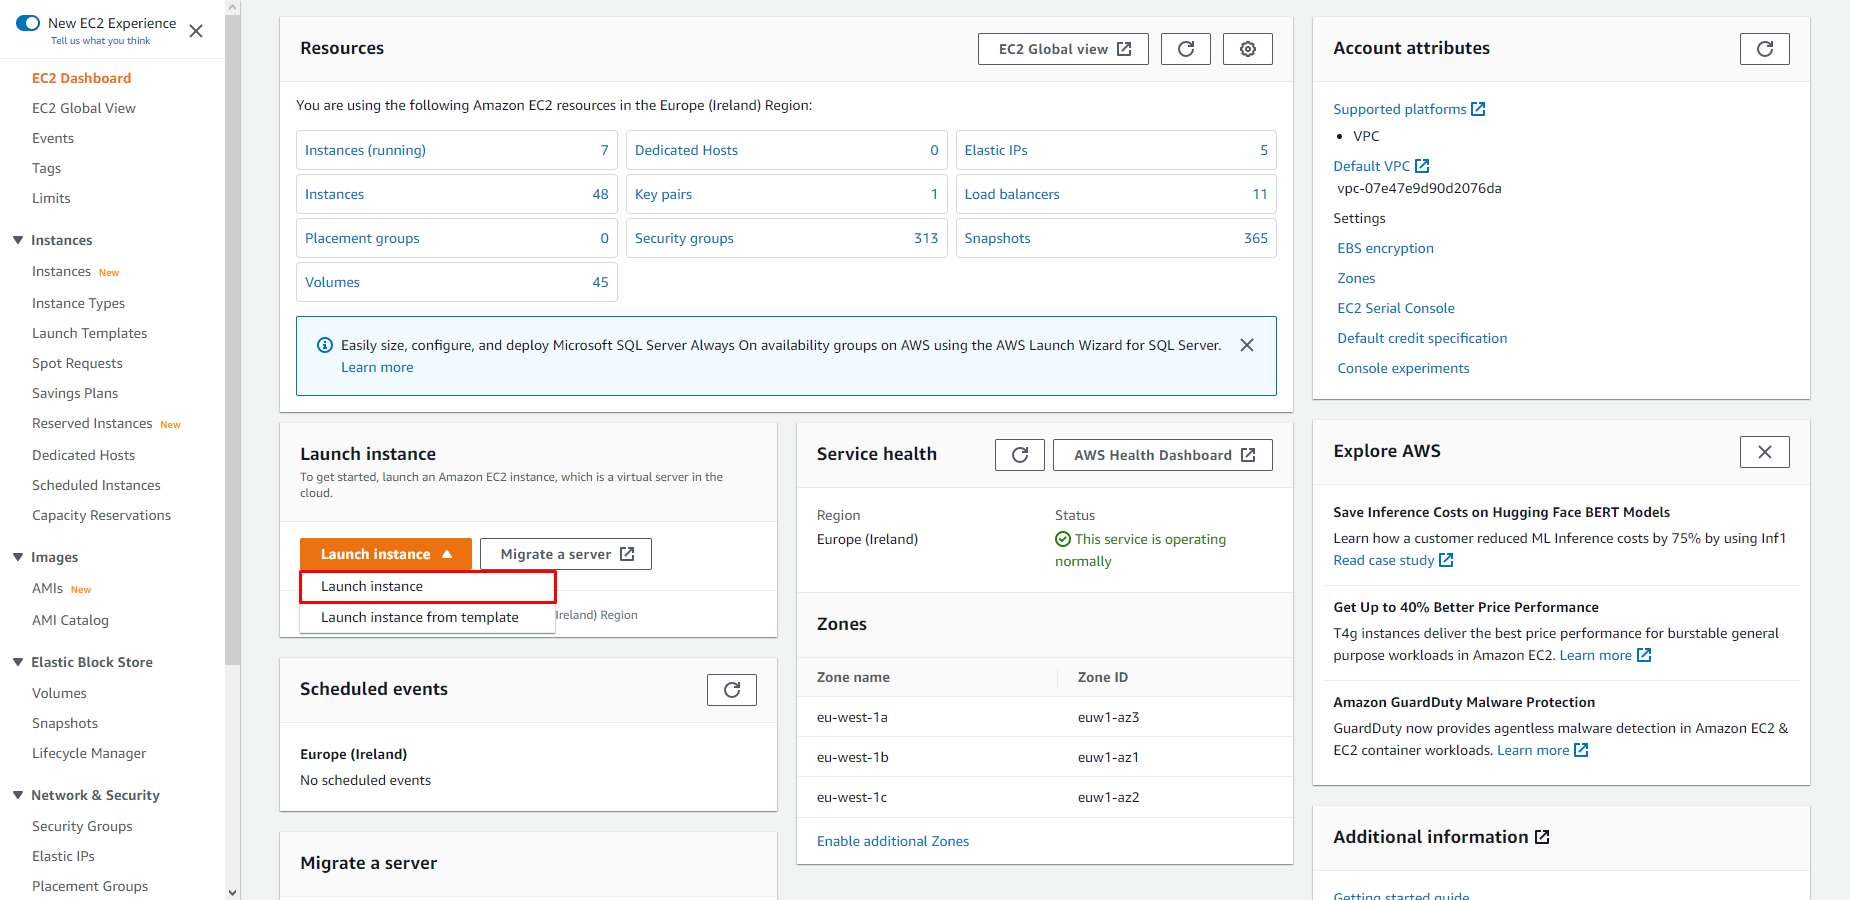 New EC2 Experience
Tell us what you think
EC2 Dashboard
EC2 Global View
Events
Tags
Limits
Instances
Instances New
Instance Types
Launch Templates
Spot Requests
Savings Plans
Reserved Instances New
Dedicated Hosts
Scheduled Instances
Capacity Reservations
Images
AMIs New
AMI Catalog
Elastic Block Store
Volumes
Snapshots
Lifecycle Manager
Network & Security
Security Groups
Elastic IPs
Placement Groups
Resources
EC2 Global view
You are using the following Amazon EC2 resources in the Europe (Ireland) Region:
Instances (running) 7
Dedicated Hosts 0
Elastic IPs 5
Instances 48
Key pairs 1
Load balancers 11
Placement groups 0
Security groups 313
Snapshots 365
Volumes 45
Easily size, configure, and deploy Microsoft SQL Server Always On availability groups on AWS using the AWS Launch Wizard for SQL Server.
Learn more
Launch instance
To get started, launch an Amazon EC2 instance, which is a virtual server in the
cloud.
Launch instance
Migrate a server
Launch instance
Launch instance from template
Ireland) Region
Scheduled events
Europe (Ireland)
No scheduled events
Migrate a server
Service health
AWS Health Dashboard
Region
Europe (Ireland)
Status
This service is operating
normally
Zones
Zone name Zone ID
eu-west-1a euw1-az3
eu-west-1b euw1-az1
eu-west-1c euw1-az2
Enable additional Zones
Account attributes
Supported platforms
• VPC
Default VPC
vpc-07e47e9d90d2076da
Settings
EBS encryption
Zones
EC2 Serial Console
Default credit specification
Console experiments
Explore AWS
Save Inference Costs on Hugging Face BERT Models
Learn how a customer reduced ML Inference costs by 75% by using Inf1
Read case study
Get Up to 40% Better Price Performance
T4g instances deliver the best price performance for burstable general
purpose workloads in Amazon EC2. Learn more
Amazon GuardDuty Malware Protection
GuardDuty now provides agentless malware detection in Amazon EC2 &
EC2 container workloads. Learn more
Additional information
Getting started guide